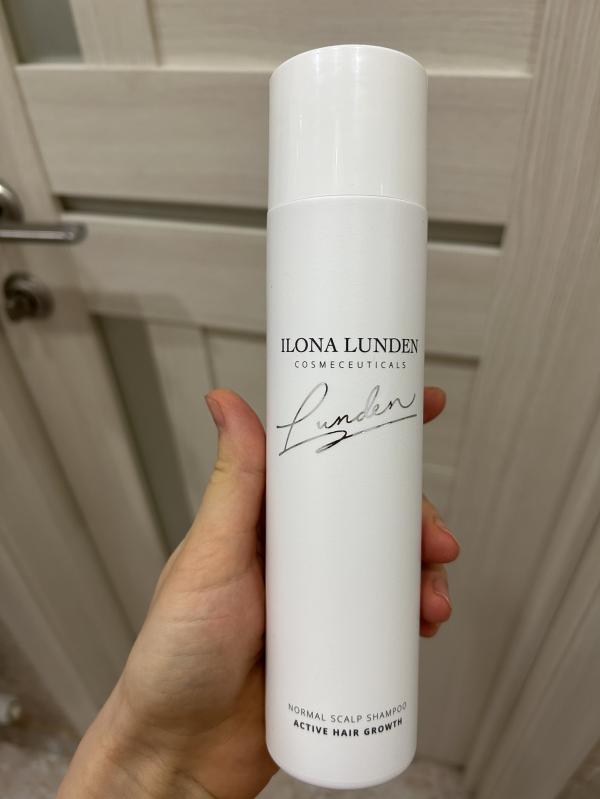 ILONA LUNDEN
COSMECEUTICALS
Lunden
NORMAL SCALP SHAMPOO
ACTIVE HAIR GROWTH